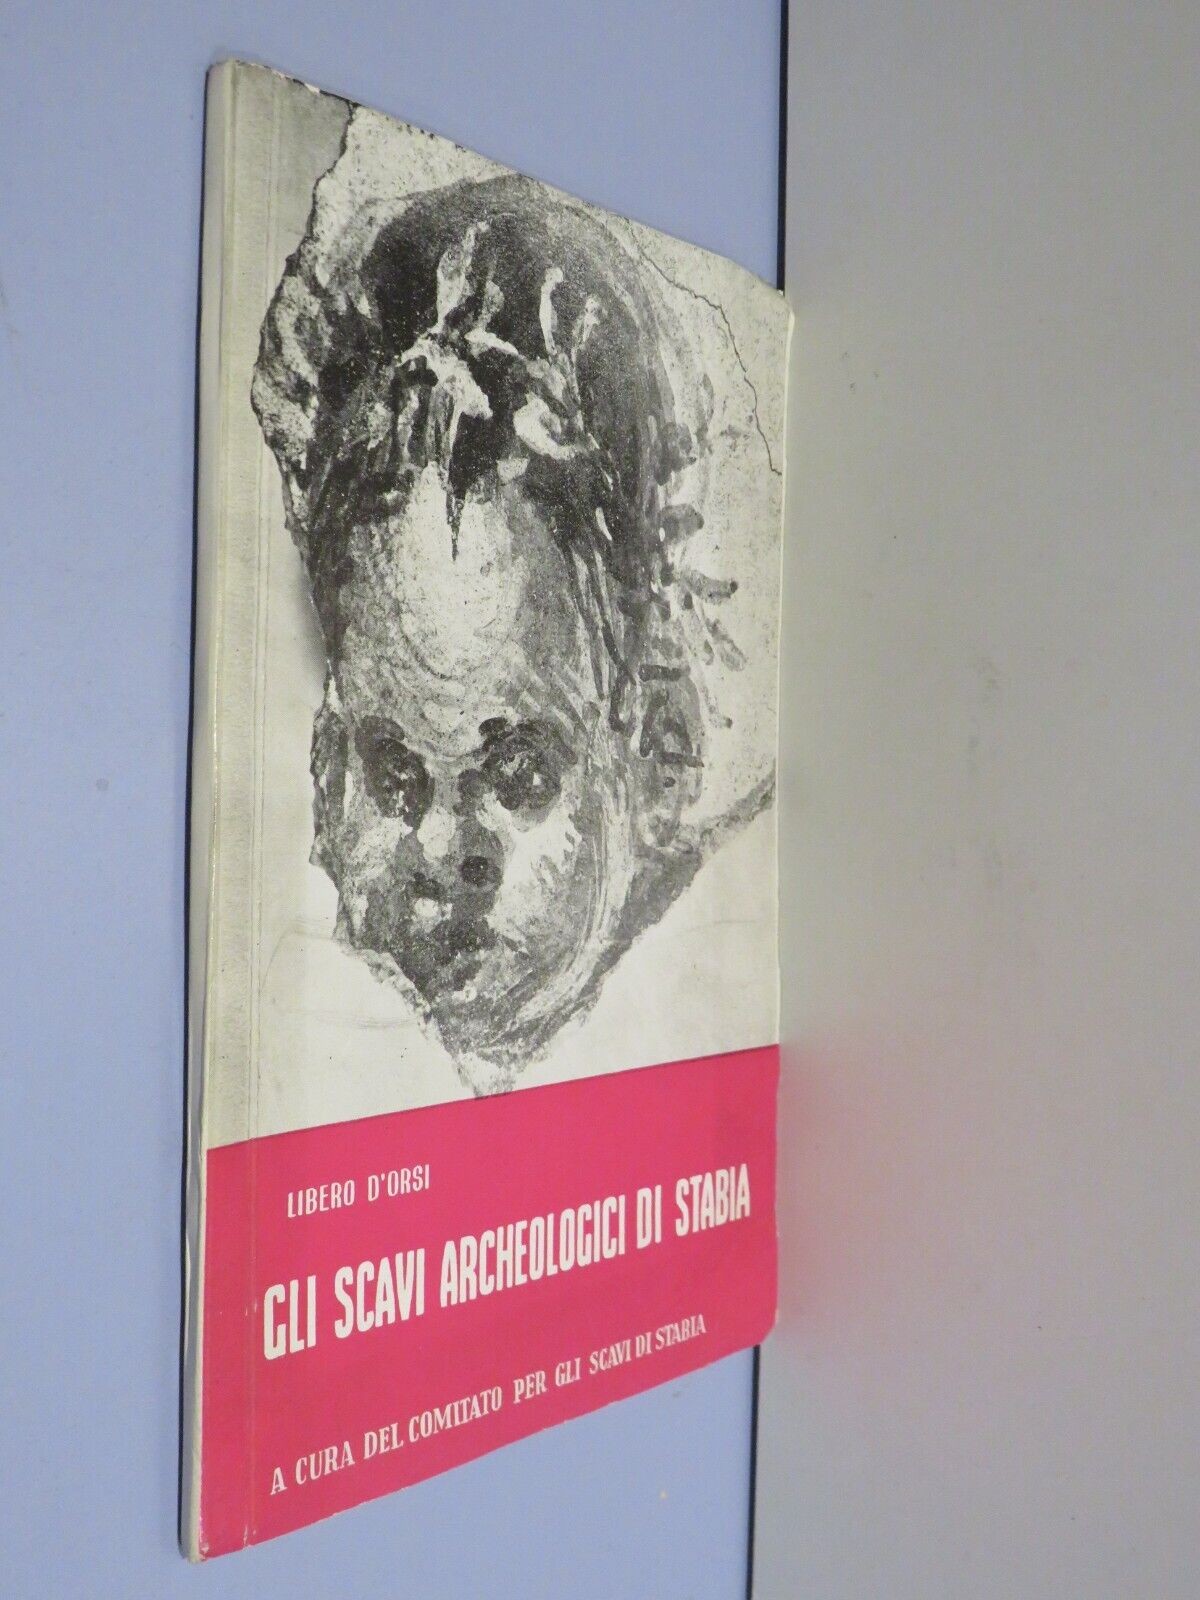 LIBERO D'ORSI
GLI SCAVI ARCHEOLOGICI DI STABIA
A CURA DEL COMITATO PER GLI SCAVI DI STABIA